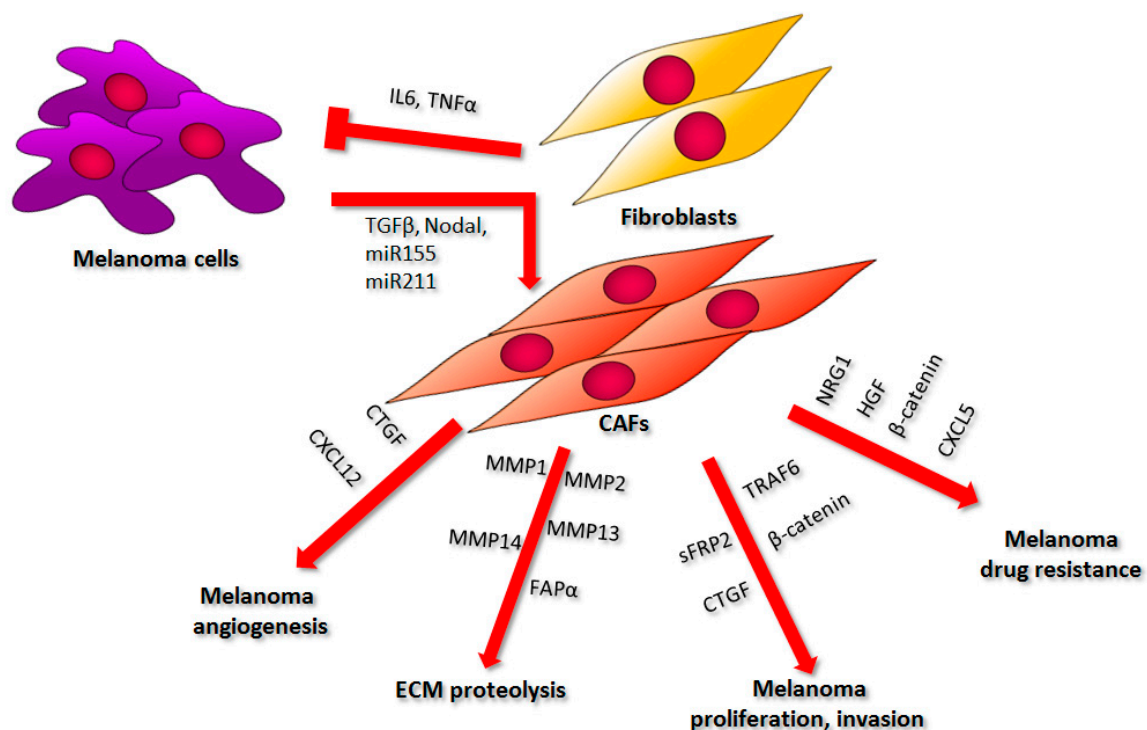 IL6, TNFα
Fibroblasts
Melanoma cells
TGFβ, Nodal,
miR155
miR211
CAFs
CTGF
CXCL12
Melanoma
angiogenesis
MMP1
MMP2
MMP14
MMP13
FAPα
ECM proteolysis
TRAF6
sFRP2
β-catenin
CTGF
Melanoma
proliferation, invasion
NRG1
HGF
β-catenin
CXCL5
Melanoma
drug resistance